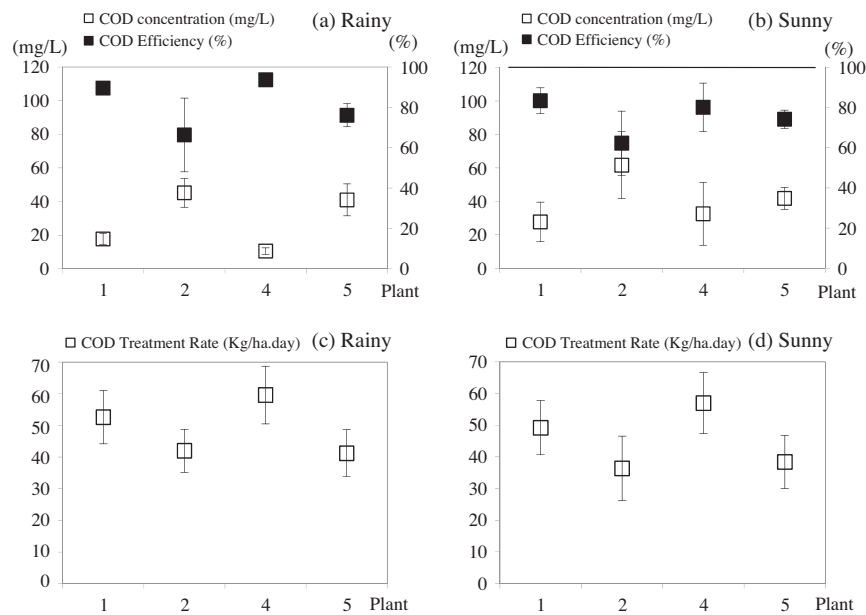 □ COD concentration (mg/L) (a) Rainy
■ COD Efficiency (%)
(mg/L) (%)
120 100
100 80
80 60
60 40
40 20
20 0
0
1 2 4 5 Plant
□ COD concentration (mg/L) (b) Sunny
■ COD Efficiency (%)
(mg/L) (%)
120 100
100 80
80 60
60 40
40 20
20 0
0
1 2 4 5 Plant
□ COD Treatment Rate (Kg/ha.day) (c) Rainy
70
60
50
40
30
20
10
0
1 2 4 5 Plant
□ COD Treatment Rate (Kg/ha.day) (d) Sunny
70
60
50
40
30
20
10
0
1 2 4 5 Plant